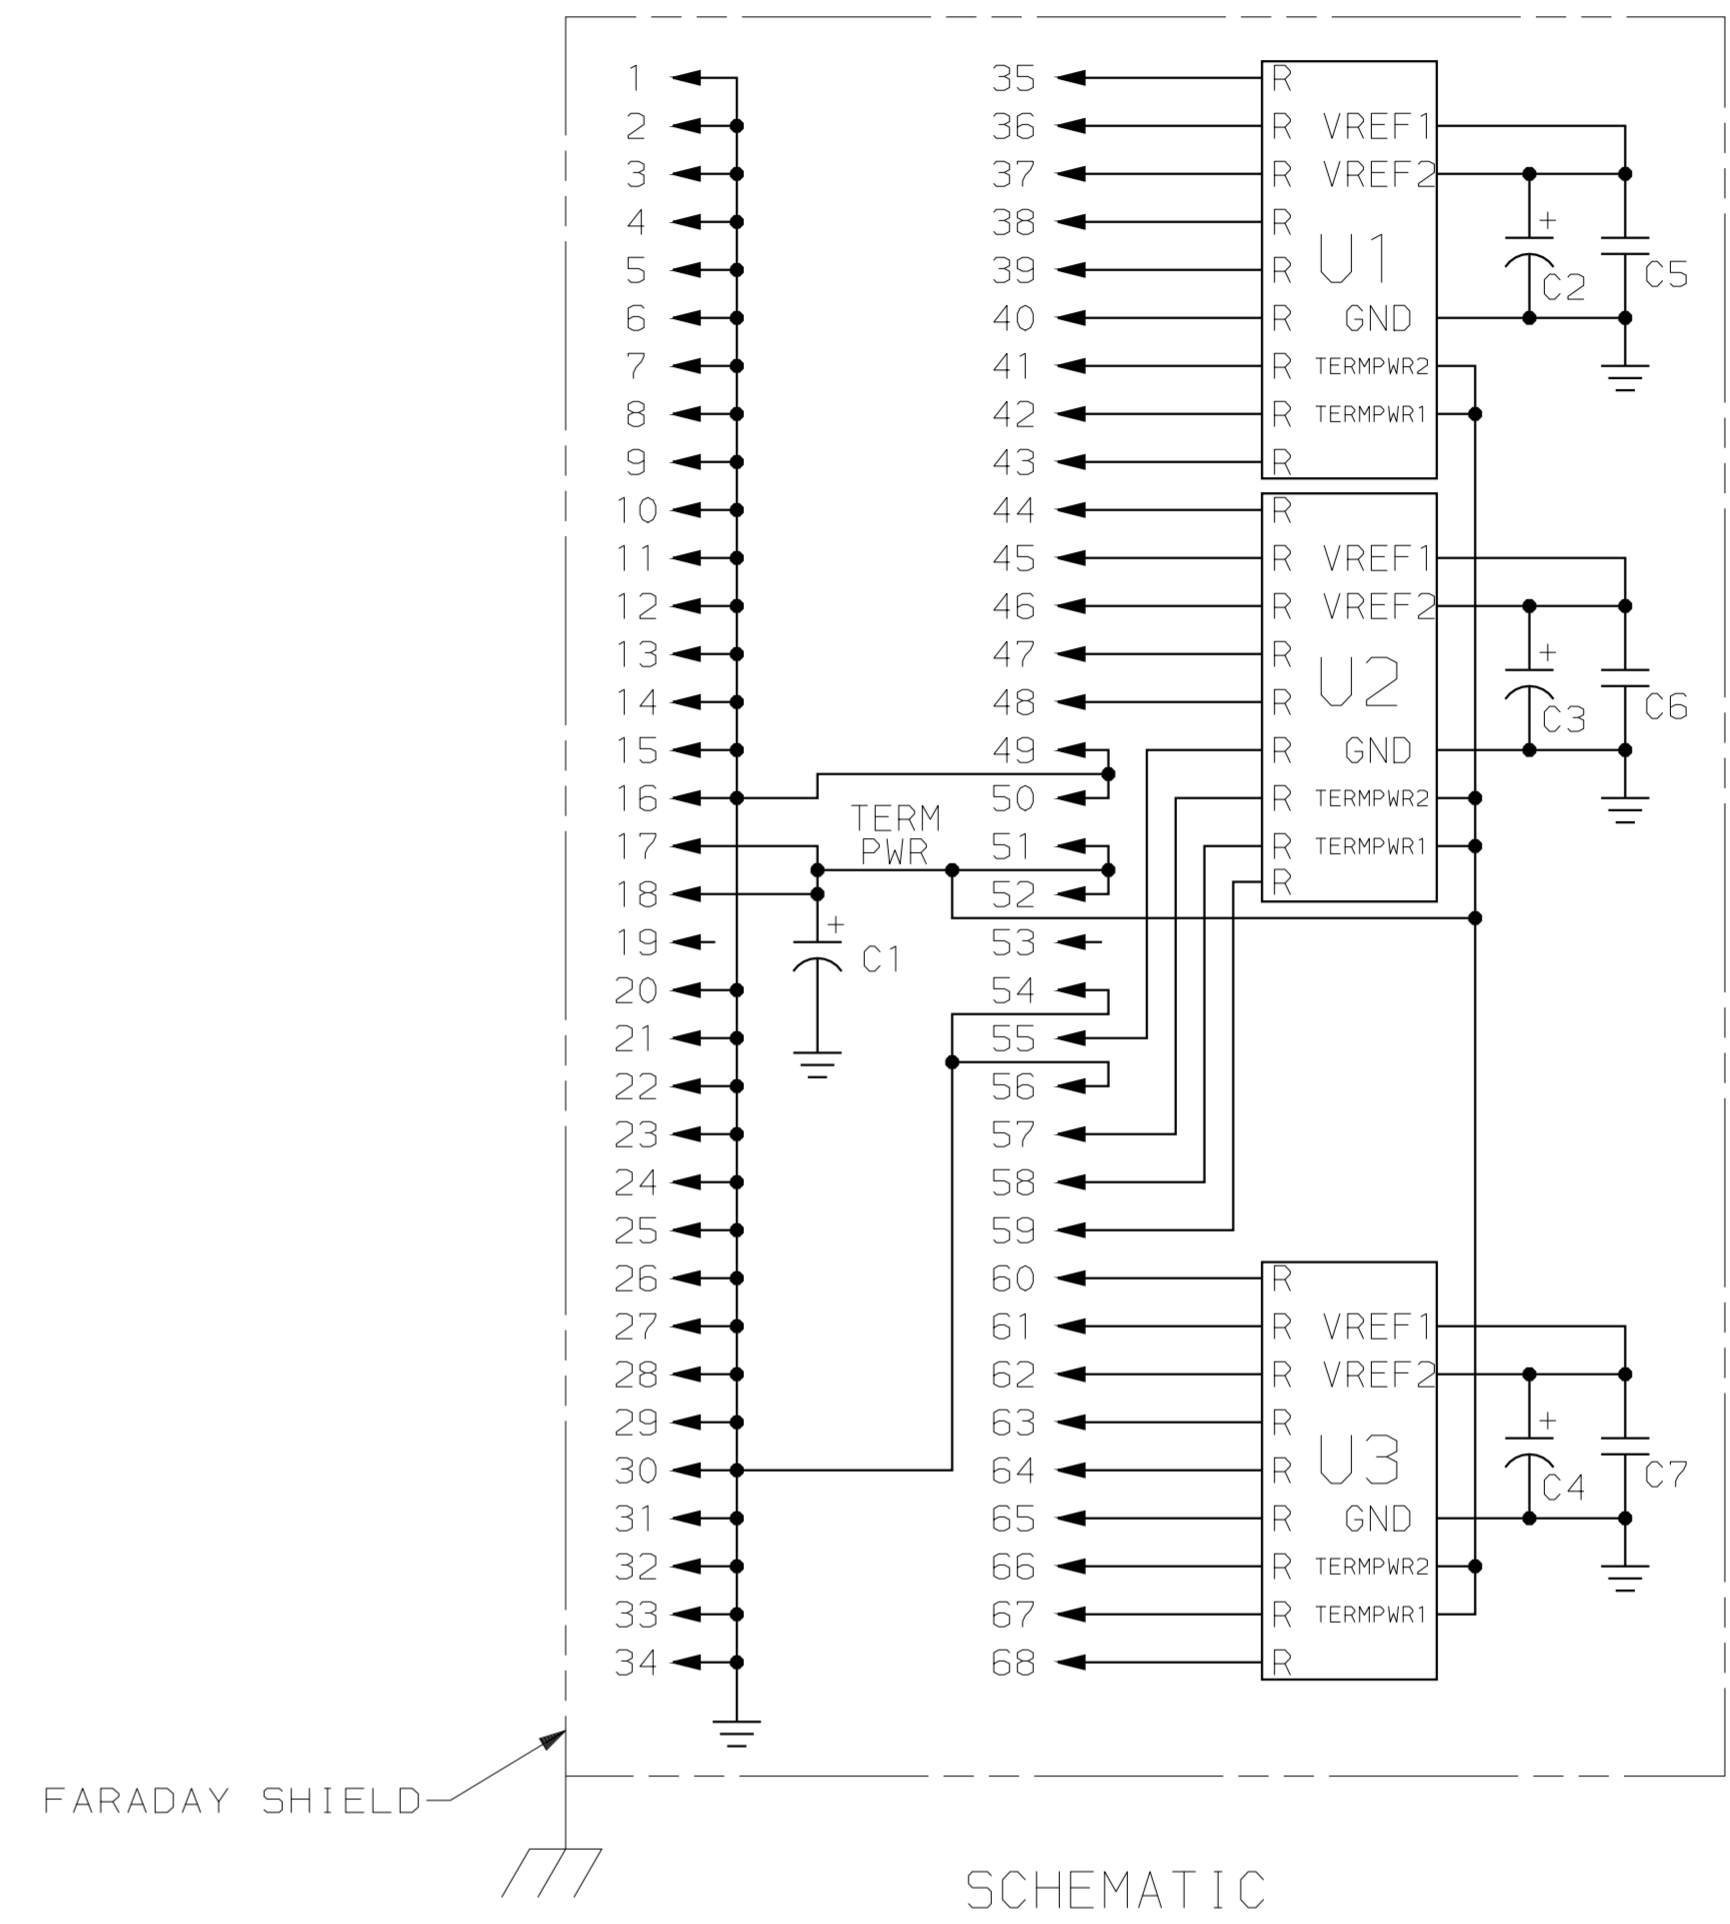 1 35 R
2 36 R VREF1
3 37 R VREF2
4 38 R
U1
5 39 R
+
C2 C5
6 40 R GND
7 41 R TERMPWR2
8 42 R TERMPWR1
9 43 R
10 44 R
11 45 R VREF1
12 46 R VREF2
13 47 R
+
U2
14 48 R
C3 C6
15 49 R GND
16 50 R TERMPWR2
TERM
PWR
17 51 R TERMPWR1
18 52 R
19 53
+
C1
20 54
21 55
22 56
23 57
24 58
25 59
26 60 R
27 61 R VREF1
28 62 R VREF2
29 63 R
+
U3
30 64 R
C4 C7
31 65 R GND
32 66 R TERMPWR2
33 67 R TERMPWR1
34 68 R
FARADAY SHIELD
SCHEMATIC